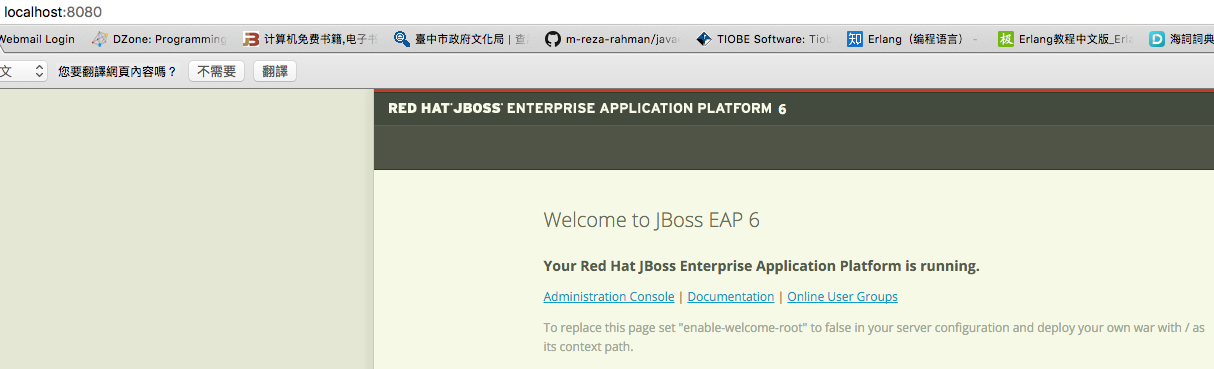 localhost:8080
Webmail Login DZone: Programming 计算机免费书籍,电子书 臺中市政府文化局 | 查 m-reza-rahman/java TIOBE Software: Tiob Erlang（编程语言） - Erlang教程中文版_Erla 海詞詞典
文 您要翻譯網頁內容嗎？ 不需要 翻譯
RED HAT® JBOSS® ENTERPRISE APPLICATION PLATFORM 6
Welcome to JBoss EAP 6
Your Red Hat JBoss Enterprise Application Platform is running.
Administration Console | Documentation | Online User Groups
To replace this page set "enable-welcome-root" to false in your server configuration and deploy your own war with / as
its context path.